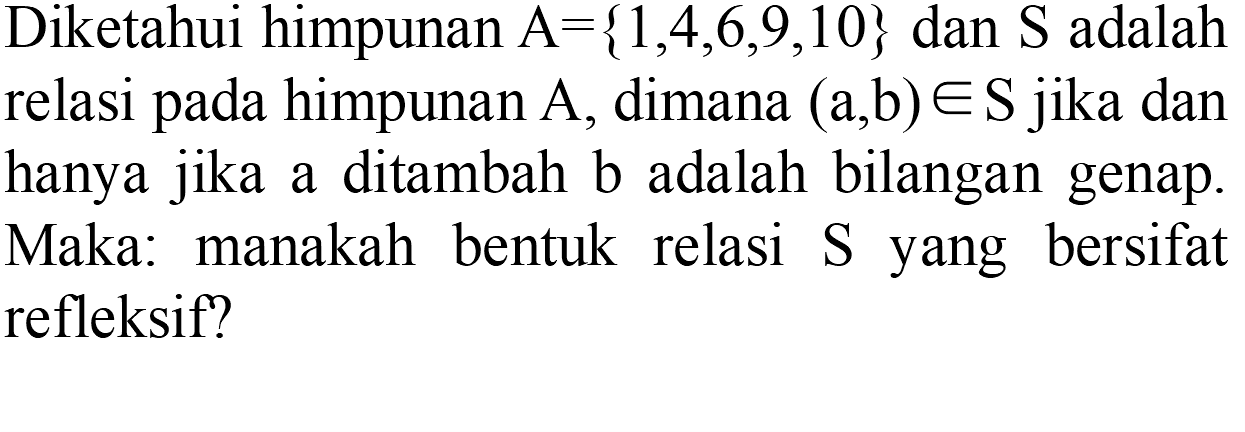 Diketahui himpunan A={1,4,6,9,10} dan S adalah
relasi pada himpunan A, dimana (a,b)∈S jika dan
hanya jika a ditambah b adalah bilangan genap.
Maka: manakah bentuk relasi S yang bersifat
refleksif?